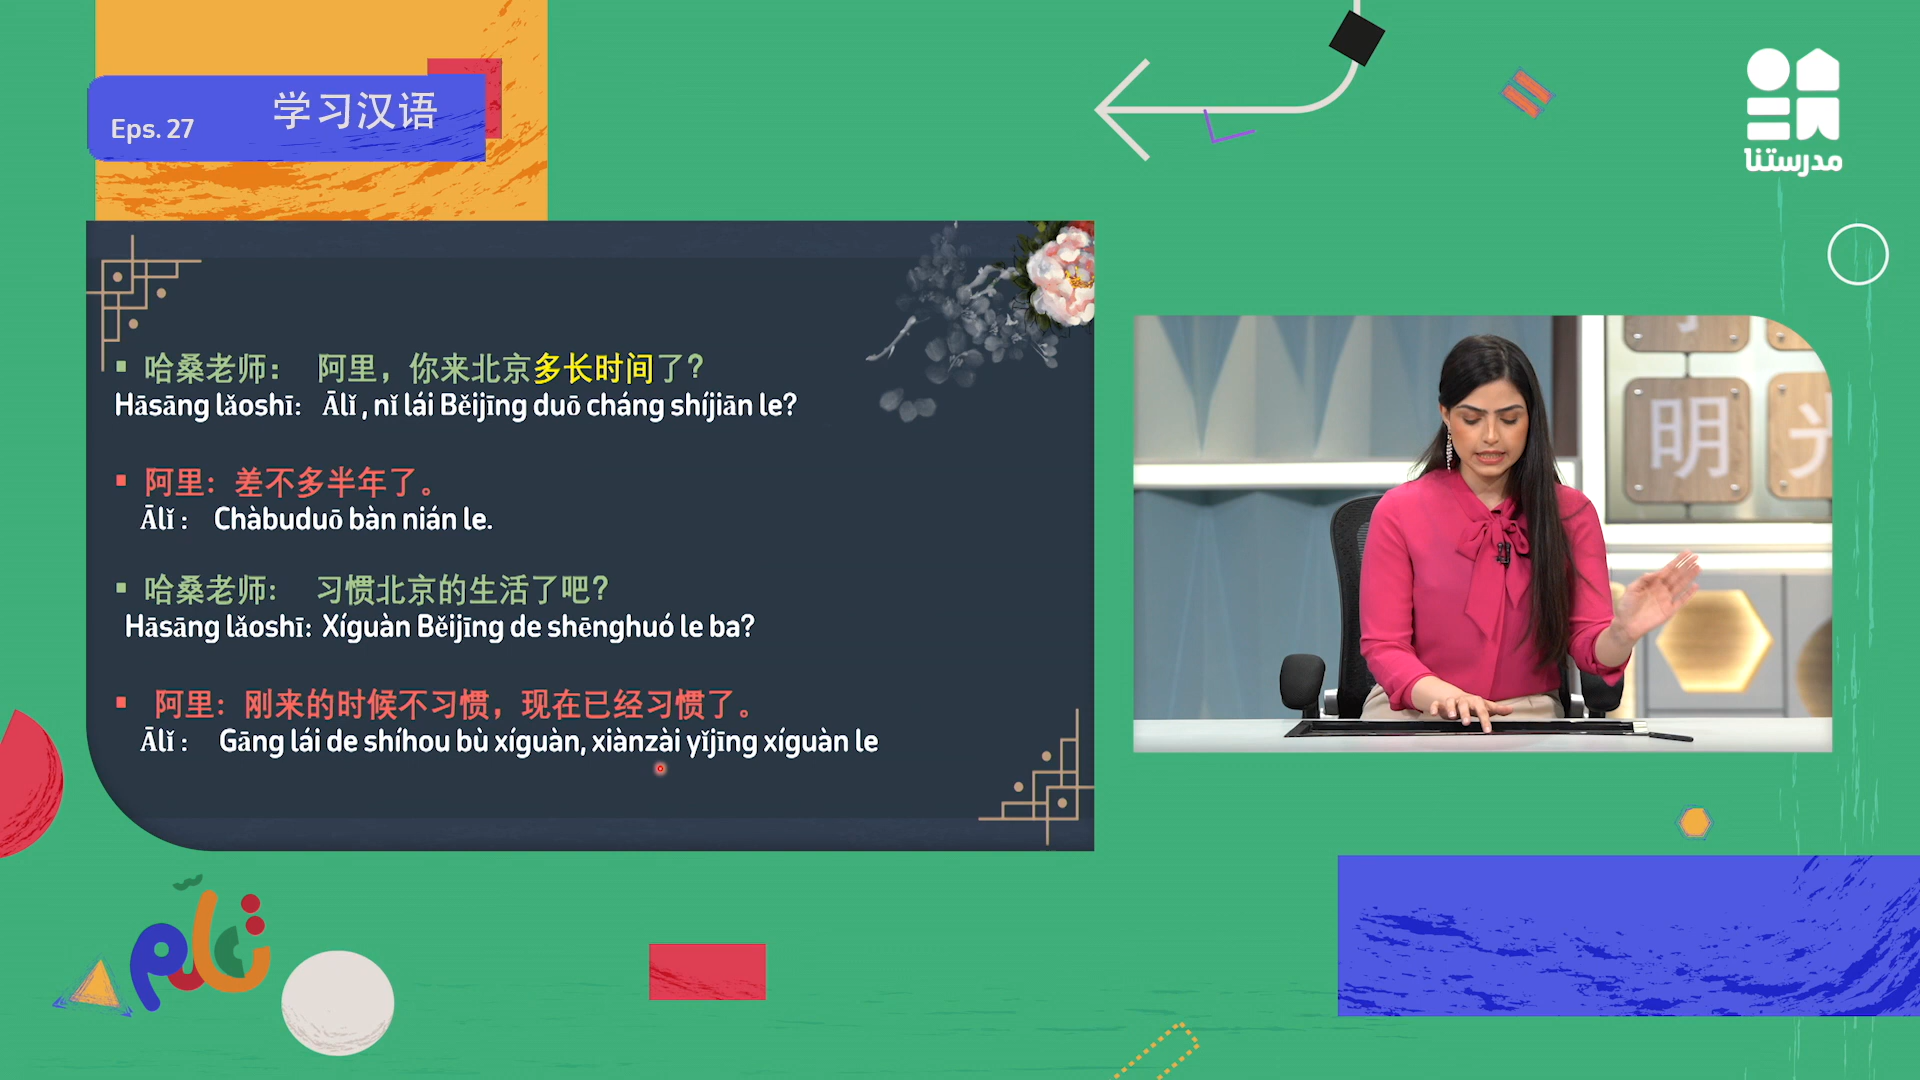 学习汉语
Eps. 27
مدرستنا
哈桑老师： 阿里，你来北京多长时间了？
Hāsāng lǎoshī: Ālǐ , nǐ lái Běijīng duō cháng shíjiān le?
阿里：差不多半年了。
Ālǐ : Chàbuduō bàn nián le.
哈桑老师： 习惯北京的生活了吧？
Hāsāng lǎoshī: Xíguàn Běijīng de shēnghuó le ba?
阿里：刚来的时候不习惯，现在已经习惯了。
Ālǐ : Gāng lái de shíhou bù xíguàn, xiànzài yǐjīng xíguàn le
明